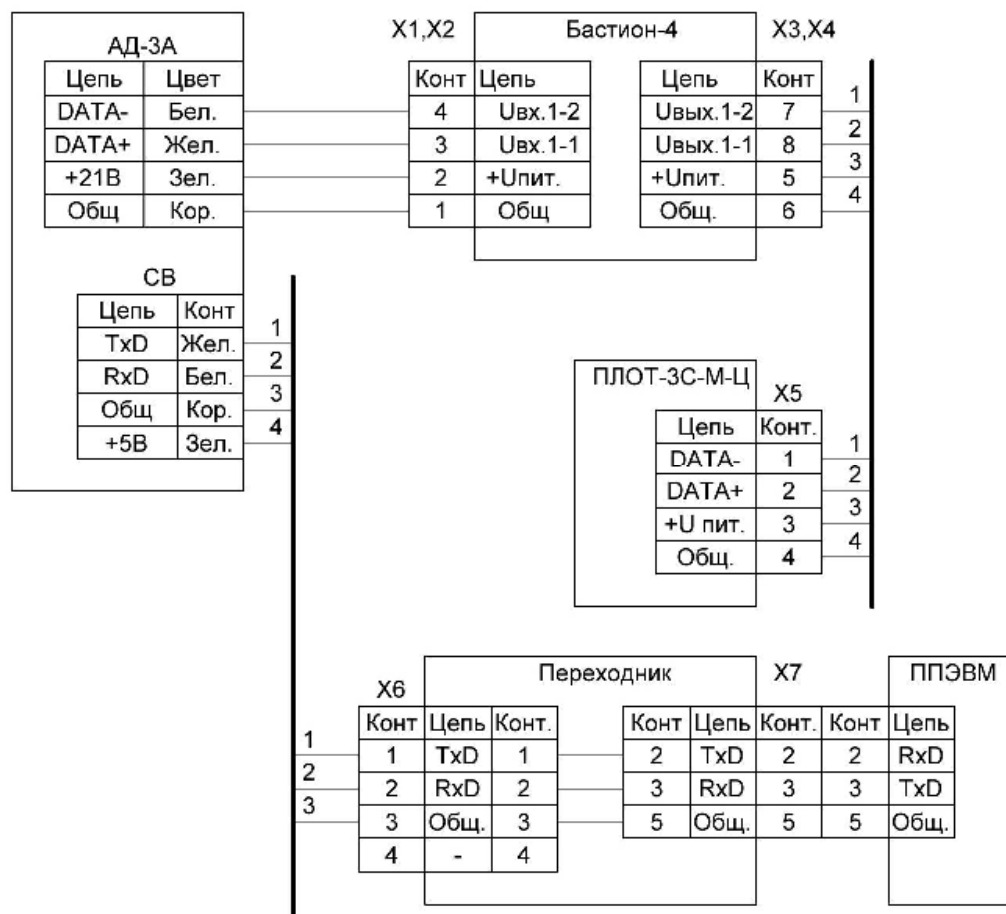 АД-3А
Цепь Цвет
DATA- Бел.
DATA+ Жел.
+21В Зел.
Общ Кор.
X1,X2 Бастион-4 X3,X4
Конт Цепь Цепь Конт
4 Uвх.1-2 Uвых.1-2 7 1
3 Uвх.1-1 Uвых.1-1 8 2
2 +Uпит. +Uпит. 5 3
1 Общ Общ. 6 4
СВ
Цепь Конт
TxD Жел. 1
RxD Бел. 2
Общ Кор. 3
+5В Зел. 4
ПЛОТ-3С-М-Ц X5
Цепь Конт.
DATA- 1 1
DATA+ 2 2
+U пит. 3 3
Общ. 4 4
X6 Переходник X7 ППЭВМ
Конт Цепь Конт. Конт Цепь Конт. Конт Цепь
1 1 TxD 1 2 TxD 2 2 RxD
2 2 RxD 2 3 RxD 3 3 TxD
3 3 Общ. 3 5 Общ. 5 5 Общ.
4 - 4